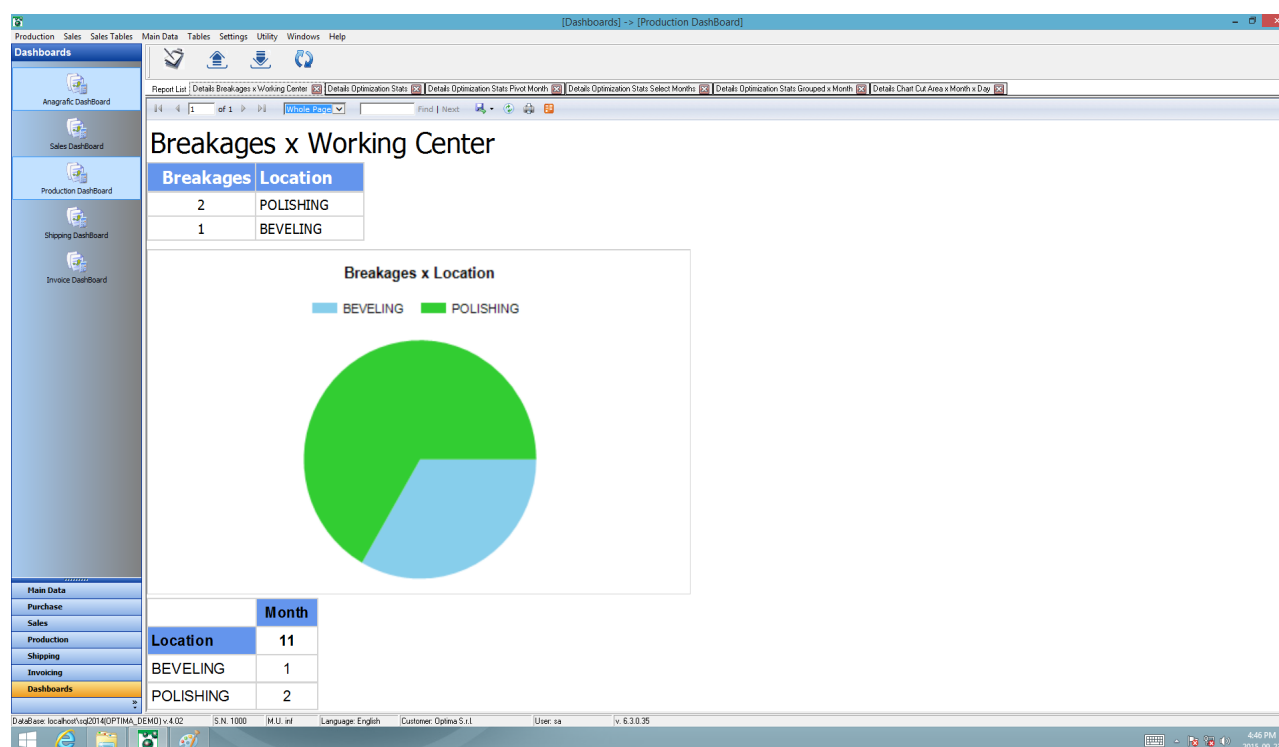 [Dashboards] -> [Production DashBoard]
Production Sales Sales Tables Main Data Tables Settings Utility Windows Help
Dashboards
Anagrafic DashBoard
Sales DashBoard
Production DashBoard
Shipping DashBoard
Invoice DashBoard
Main Data
Purchase
Sales
Production
Shipping
Invoicing
Dashboards
Report List Details Breakages x Working Center Details Optimization Stats Details Optimization Stats Pivot Month Details Optimization Stats Select Months Details Optimization Stats Grouped x Month Details Chart Cut Area x Month x Day
1 of 1 Whole Page Find | Next
Breakages x Working Center
Breakages Location
2 POLISHING
1 BEVELING
Breakages x Location
BEVELING POLISHING
Month
Location 11
BEVELING 1
POLISHING 2
DataBase: localhost\sql2014(OPTIMA_DEMO) v.4.02 S.N. 1000 M.U. inf Language: English Customer: Optima S.r.l. User: sa v. 6.3.0.35
4:46 PM